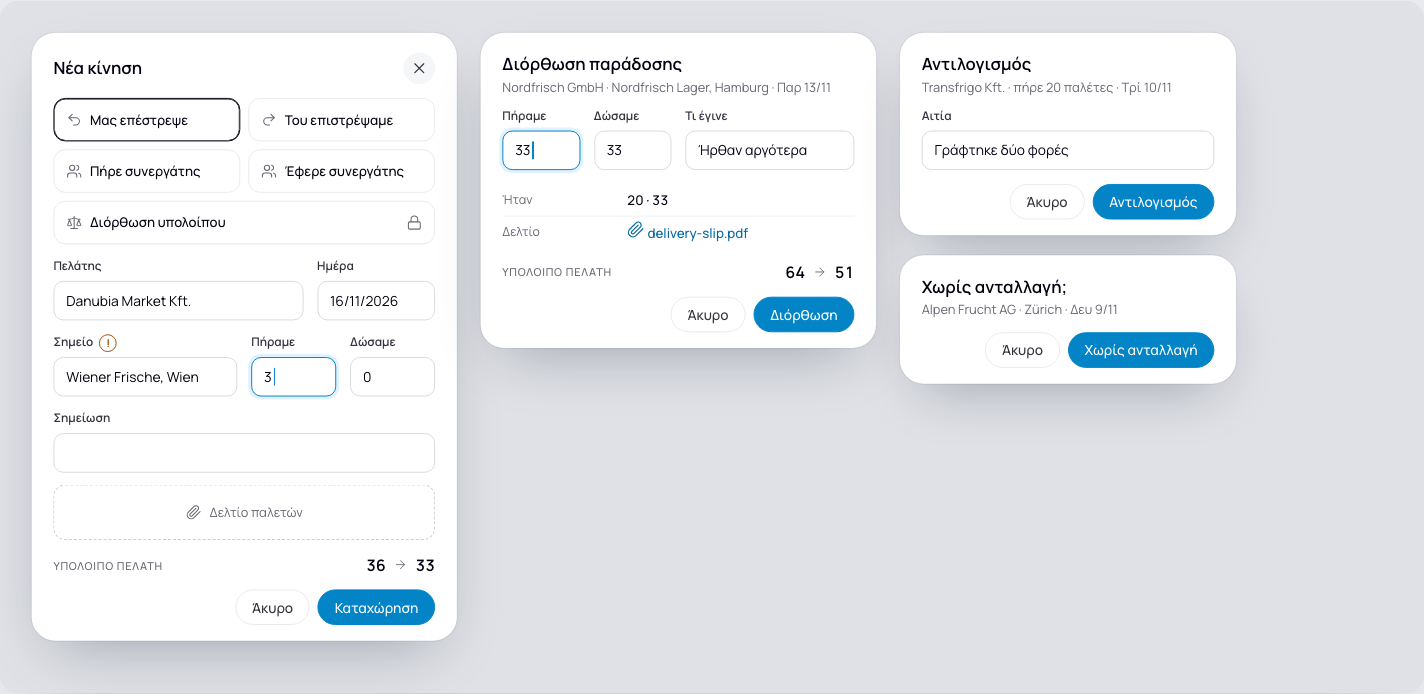 Νέα κίνηση
Μας επέστρεψε
Του επιστρέψαμε
Πήρε συνεργάτης
Έφερε συνεργάτης
Διόρθωση υπολοίπου
Πελάτης
Ημέρα
Danubia Market Kft.
16/11/2026
Σημείο
Πήραμε
Δώσαμε
Wiener Frische, Wien
3
0
Σημείωση
Δελτίο παλετών
ΥΠΟΛΟΙΠΟ ΠΕΛΑΤΗ
36 → 33
Άκυρο
Καταχώρηση
Διόρθωση παράδοσης
Nordfrisch GmbH · Nordfrisch Lager, Hamburg · Παρ 13/11
Πήραμε
Δώσαμε
Τι έγινε
33
33
Ήρθαν αργότερα
Ήταν
20 · 33
Δελτίο
delivery-slip.pdf
ΥΠΟΛΟΙΠΟ ΠΕΛΑΤΗ
64 → 51
Άκυρο
Διόρθωση
Αντιλογισμός
Transfrigo Kft. · πήρε 20 παλέτες · Τρί 10/11
Αιτία
Γράφτηκε δύο φορές
Άκυρο
Αντιλογισμός
Χωρίς ανταλλαγή;
Alpen Frucht AG · Zürich · Δευ 9/11
Άκυρο
Χωρίς ανταλλαγή